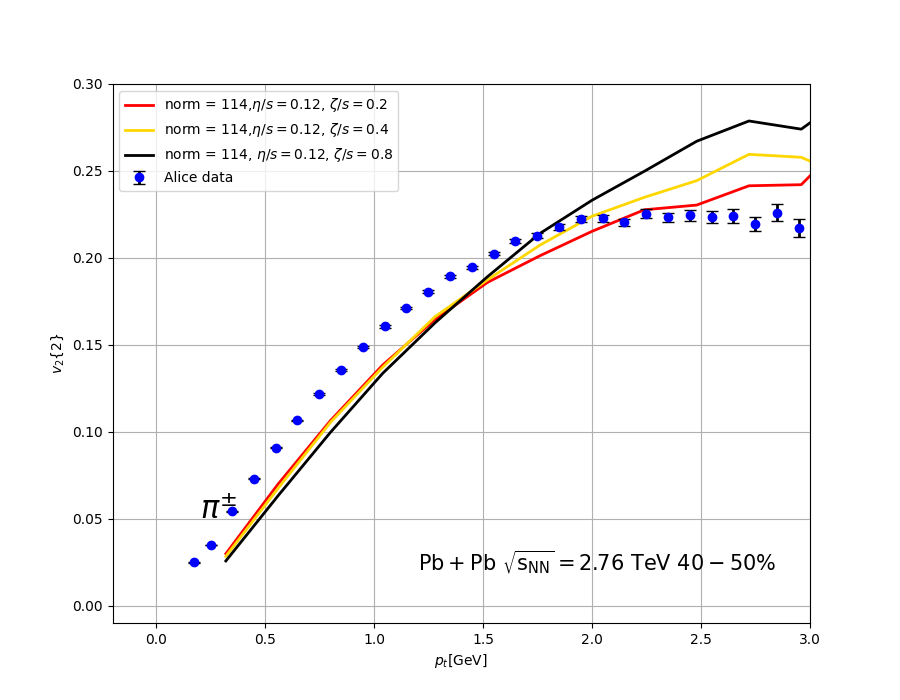 0.30
0.25
0.20
0.15
0.10
0.05
0.00
v₂{2}
norm = 114,η/s = 0.12, ζ/s = 0.2
norm = 114,η/s = 0.12, ζ/s = 0.4
norm = 114, η/s = 0.12, ζ/s = 0.8
Alice data
π±
Pb + Pb √sNN = 2.76 TeV 40 − 50%
0.0 0.5 1.0 1.5 2.0 2.5 3.0
pₜ[GeV]